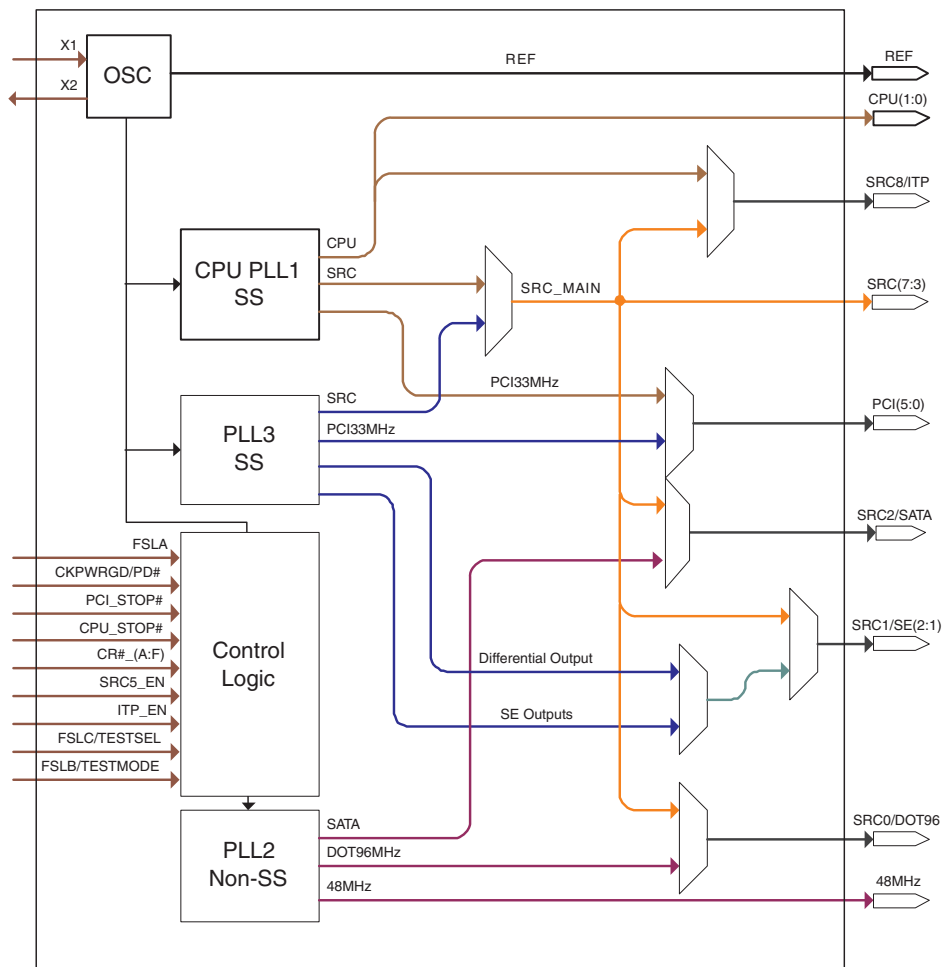 X1
X2
OSC
REF
REF
CPU(1:0)
SRC8/ITP
CPU
CPU PLL1
SS
SRC
SRC_MAIN
SRC(7:3)
PCI33MHz
SRC
PLL3
SS
PCI33MHz
PCI(5:0)
SRC2/SATA
FSLA
CKPWRGD/PD#
PCI_STOP#
CPU_STOP#
CR#_(A:F)
SRC5_EN
ITP_EN
FSLC/TESTSEL
FSLB/TESTMODE
Control
Logic
Differential Output
SE Outputs
SRC1/SE(2:1)
SATA
PLL2
Non-SS
DOT96MHz
48MHz
SRC0/DOT96
48MHz